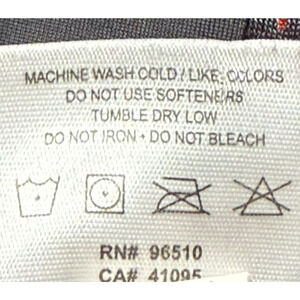 MACHINE WASH COLD / LIKE COLORS
DO NOT USE SOFTENERS
TUMBLE DRY LOW
DO NOT IRON • DO NOT BLEACH
RN# 96510
CA# 41095